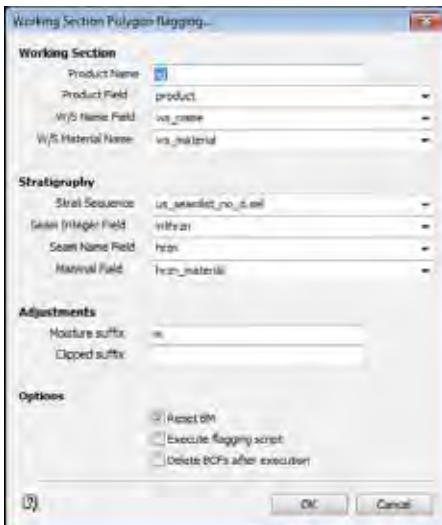 Working Section Polygon flagging...
Working Section
Product Name
Product Field product
W/S Name Field ws_name
W/S Material Name ws_material
Stratigraphy
Strat Sequence
Seam Integer Field
Seam Name Field hrzn
Material Field hrzn_material
Adjustments
Moisture suffix m
Clipped suffix
Options
Reset BM
Execute flagging script
Delete BCFs after execution
OK Cancel